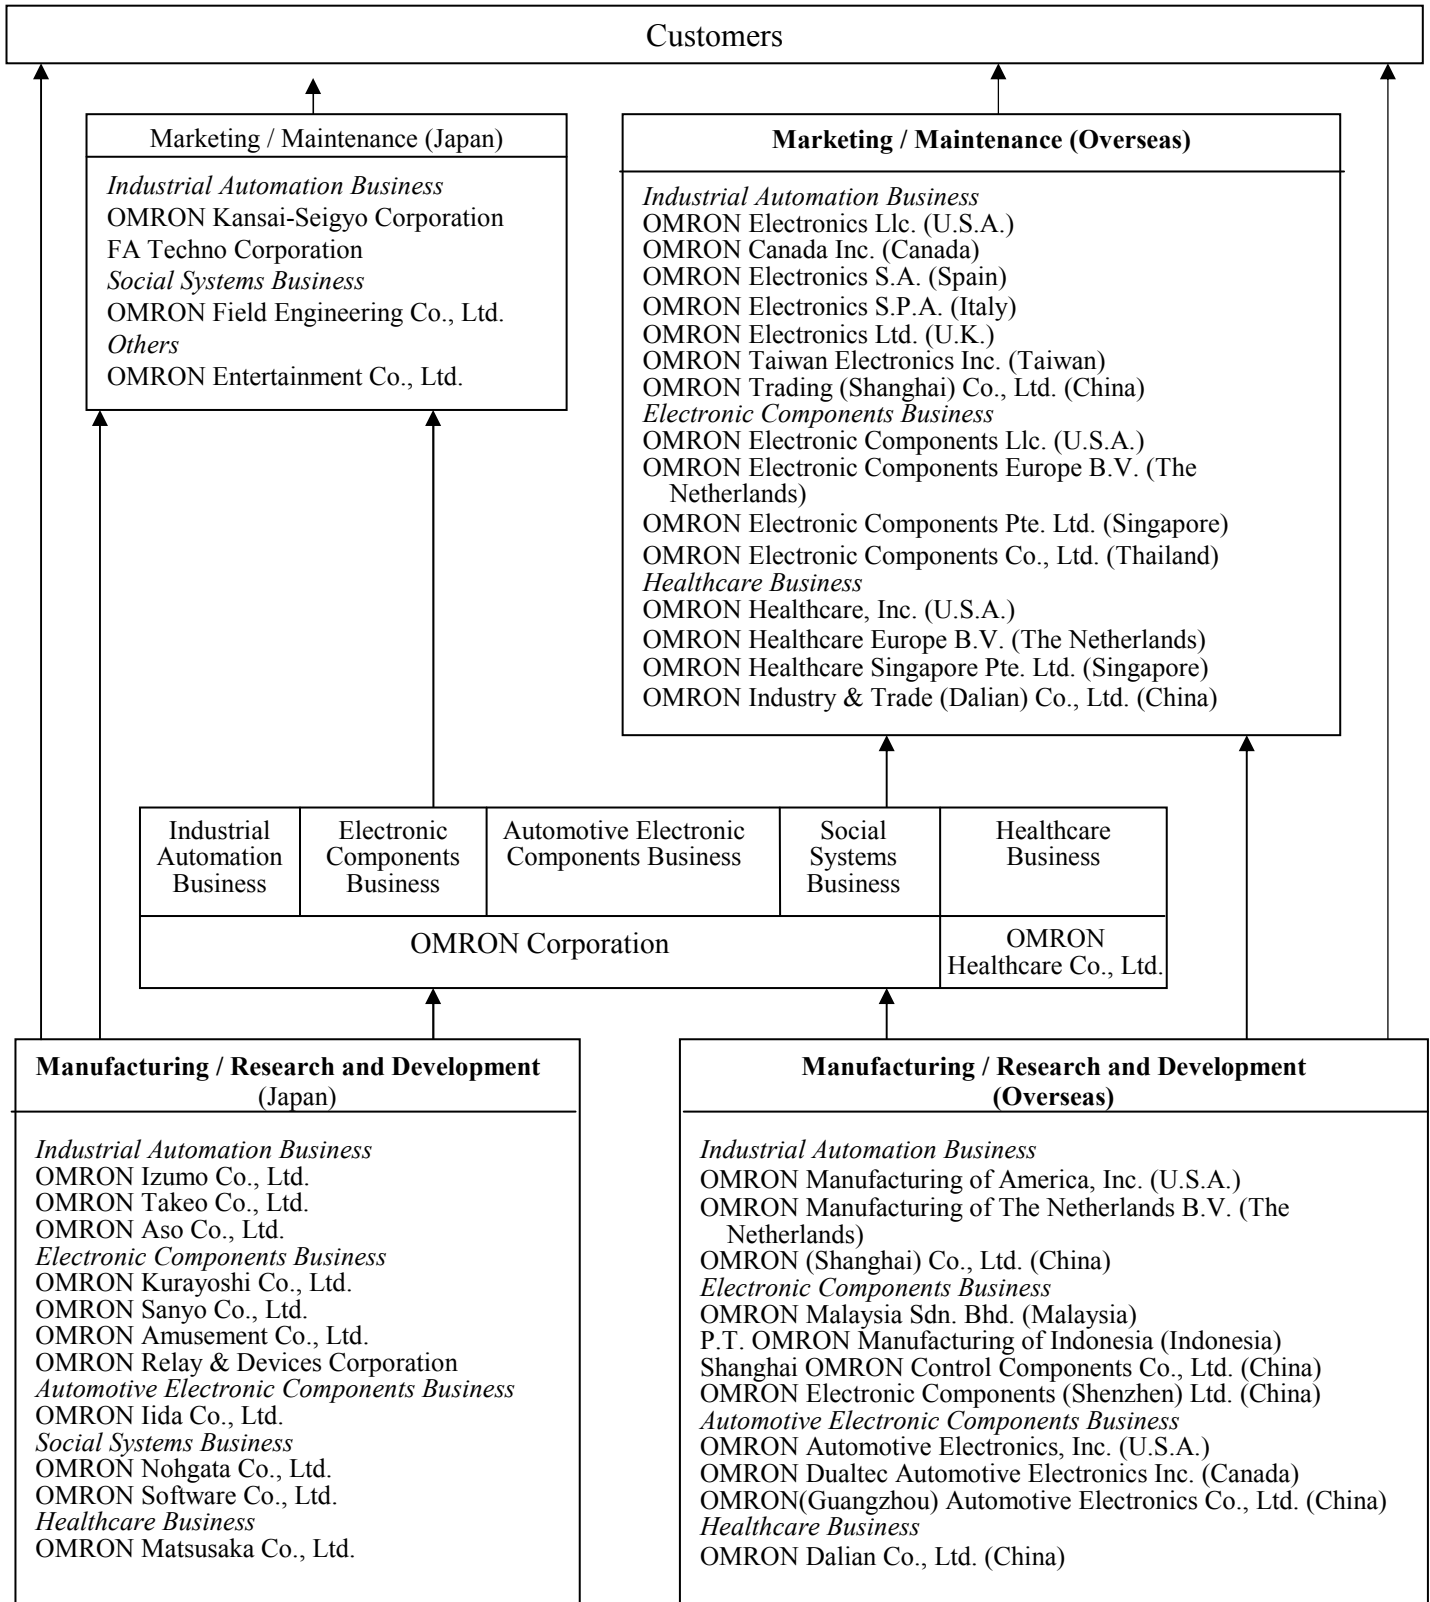 Customers
Marketing / Maintenance (Japan)
Industrial Automation Business
OMRON Kansai-Seigyo Corporation
FA Techno Corporation
Social Systems Business
OMRON Field Engineering Co., Ltd.
Others
OMRON Entertainment Co., Ltd.
Marketing / Maintenance (Overseas)
Industrial Automation Business
OMRON Electronics Llc. (U.S.A.)
OMRON Canada Inc. (Canada)
OMRON Electronics S.A. (Spain)
OMRON Electronics S.P.A. (Italy)
OMRON Electronics Ltd. (U.K.)
OMRON Taiwan Electronics Inc. (Taiwan)
OMRON Trading (Shanghai) Co., Ltd. (China)
Electronic Components Business
OMRON Electronic Components Llc. (U.S.A.)
OMRON Electronic Components Europe B.V. (The
Netherlands)
OMRON Electronic Components Pte. Ltd. (Singapore)
OMRON Electronic Components Co., Ltd. (Thailand)
Healthcare Business
OMRON Healthcare, Inc. (U.S.A.)
OMRON Healthcare Europe B.V. (The Netherlands)
OMRON Healthcare Singapore Pte. Ltd. (Singapore)
OMRON Industry & Trade (Dalian) Co., Ltd. (China)
Industrial
Automation
Business
Electronic
Components
Business
Automotive Electronic
Components Business
Social
Systems
Business
Healthcare
Business
OMRON Corporation
OMRON
Healthcare Co., Ltd.
Manufacturing / Research and Development
(Japan)
Industrial Automation Business
OMRON Izumo Co., Ltd.
OMRON Takeo Co., Ltd.
OMRON Aso Co., Ltd.
Electronic Components Business
OMRON Kurayoshi Co., Ltd.
OMRON Sanyo Co., Ltd.
OMRON Amusement Co., Ltd.
OMRON Relay & Devices Corporation
Automotive Electronic Components Business
OMRON Iida Co., Ltd.
Social Systems Business
OMRON Nohgata Co., Ltd.
OMRON Software Co., Ltd.
Healthcare Business
OMRON Matsusaka Co., Ltd.
Manufacturing / Research and Development
(Overseas)
Industrial Automation Business
OMRON Manufacturing of America, Inc. (U.S.A.)
OMRON Manufacturing of The Netherlands B.V. (The
Netherlands)
OMRON (Shanghai) Co., Ltd. (China)
Electronic Components Business
OMRON Malaysia Sdn. Bhd. (Malaysia)
P.T. OMRON Manufacturing of Indonesia (Indonesia)
Shanghai OMRON Control Components Co., Ltd. (China)
OMRON Electronic Components (Shenzhen) Ltd. (China)
Automotive Electronic Components Business
OMRON Automotive Electronics, Inc. (U.S.A.)
OMRON Dualtec Automotive Electronics Inc. (Canada)
OMRON(Guangzhou) Automotive Electronics Co., Ltd. (China)
Healthcare Business
OMRON Dalian Co., Ltd. (China)